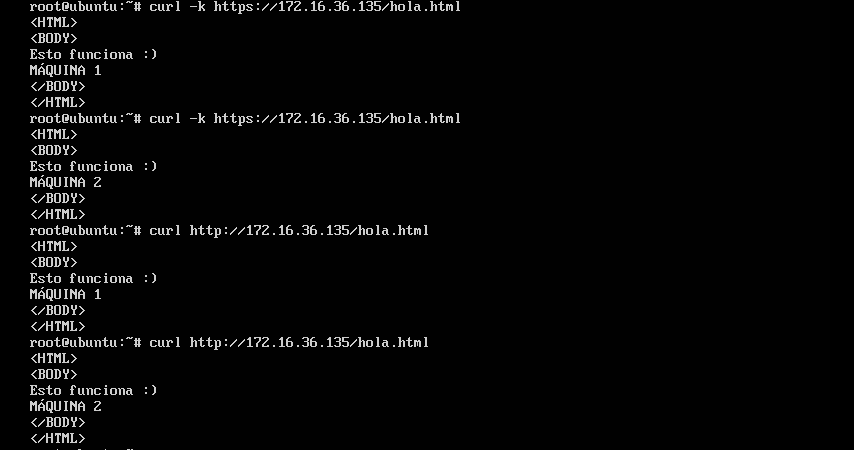 root@ubuntu:~# curl -k https://172.16.36.135/hola.html
<HTML>
<BODY>
Esto funciona :)
MÁQUINA 1
</BODY>
</HTML>
root@ubuntu:~# curl -k https://172.16.36.135/hola.html
<HTML>
<BODY>
Esto funciona :)
MÁQUINA 2
</BODY>
</HTML>
root@ubuntu:~# curl http://172.16.36.135/hola.html
<HTML>
<BODY>
Esto funciona :)
MÁQUINA 1
</BODY>
</HTML>
root@ubuntu:~# curl http://172.16.36.135/hola.html
<HTML>
<BODY>
Esto funciona :)
MÁQUINA 2
</BODY>
</HTML>